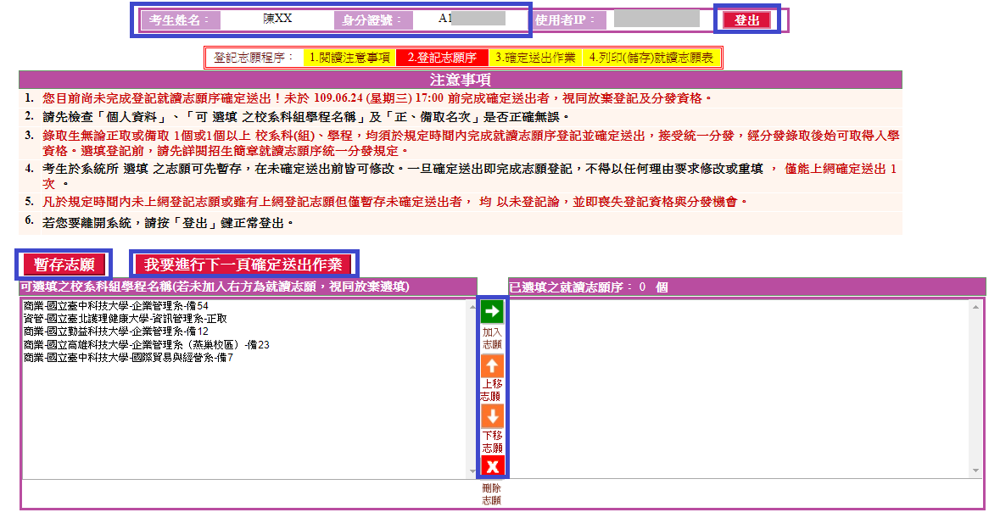 考生姓名： 陳XX 身分證號： A1 使用者IP： 登出
登記志願程序： 1.閱讀注意事項 2.登記志願序 3.確定送出作業 4.列印(儲存)就讀志願表
注意事項
1. 您目前尚未完成登記就讀志願序確定送出！未於 109.06.24 (星期三) 17:00 前完成確定送出者，視同放棄登記及分發資格。
2. 請先檢查「個人資料」、「可 選填 之校系科組學程名稱」及「正、備取名次」是否正確無誤。
3. 錄取生無論正取或備取 1個或1個以上 校系科(組)、學程，均須於規定時間內完成就讀志願序登記並確定送出，接受統一分發，經分發錄取後始可取得入學
資格。選填登記前，請先詳閱招生簡章就讀志願序統一分發規定。
4. 考生於系統所 選填 之志願可先暫存，在未確定送出前皆可修改。一旦確定送出即完成志願登記，不得以任何理由要求修改或重填 ， 僅能上網確定送出 1
次 。
5. 凡於規定時間內未上網登記志願或雖有上網登記志願但僅暫存未確定送出者， 均 以未登記論，並即喪失登記資格與分發機會。
6. 若您要離開系統，請按「登出」鍵正常登出。
暫存志願 我要進行下一頁確定送出作業
可選填之校系科組學程名稱(若未加入右方為就讀志願，視同放棄選填)
商業-國立臺中科技大學-企業管理系-備54
資管-國立臺北護理健康大學-資訊管理系-正取
商業-國立勤益科技大學-企業管理系-備12
商業-國立高雄科技大學-企業管理系（燕巢校區）-備23
商業-國立臺中科技大學-國際貿易與經營系-備7
加入
志願
上移
志願
下移
志願
刪除
志願
已選填之就讀志願序： 0 個